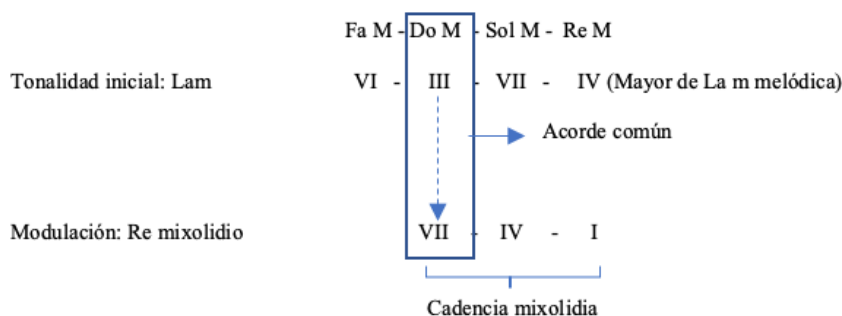 Fa M - Do M - Sol M - Re M
Tonalidad inicial: Lam VI - III - VII - IV (Mayor de La m melódica)
Acorde común
Modulación: Re mixolidio VII - IV - I
Cadencia mixolidia